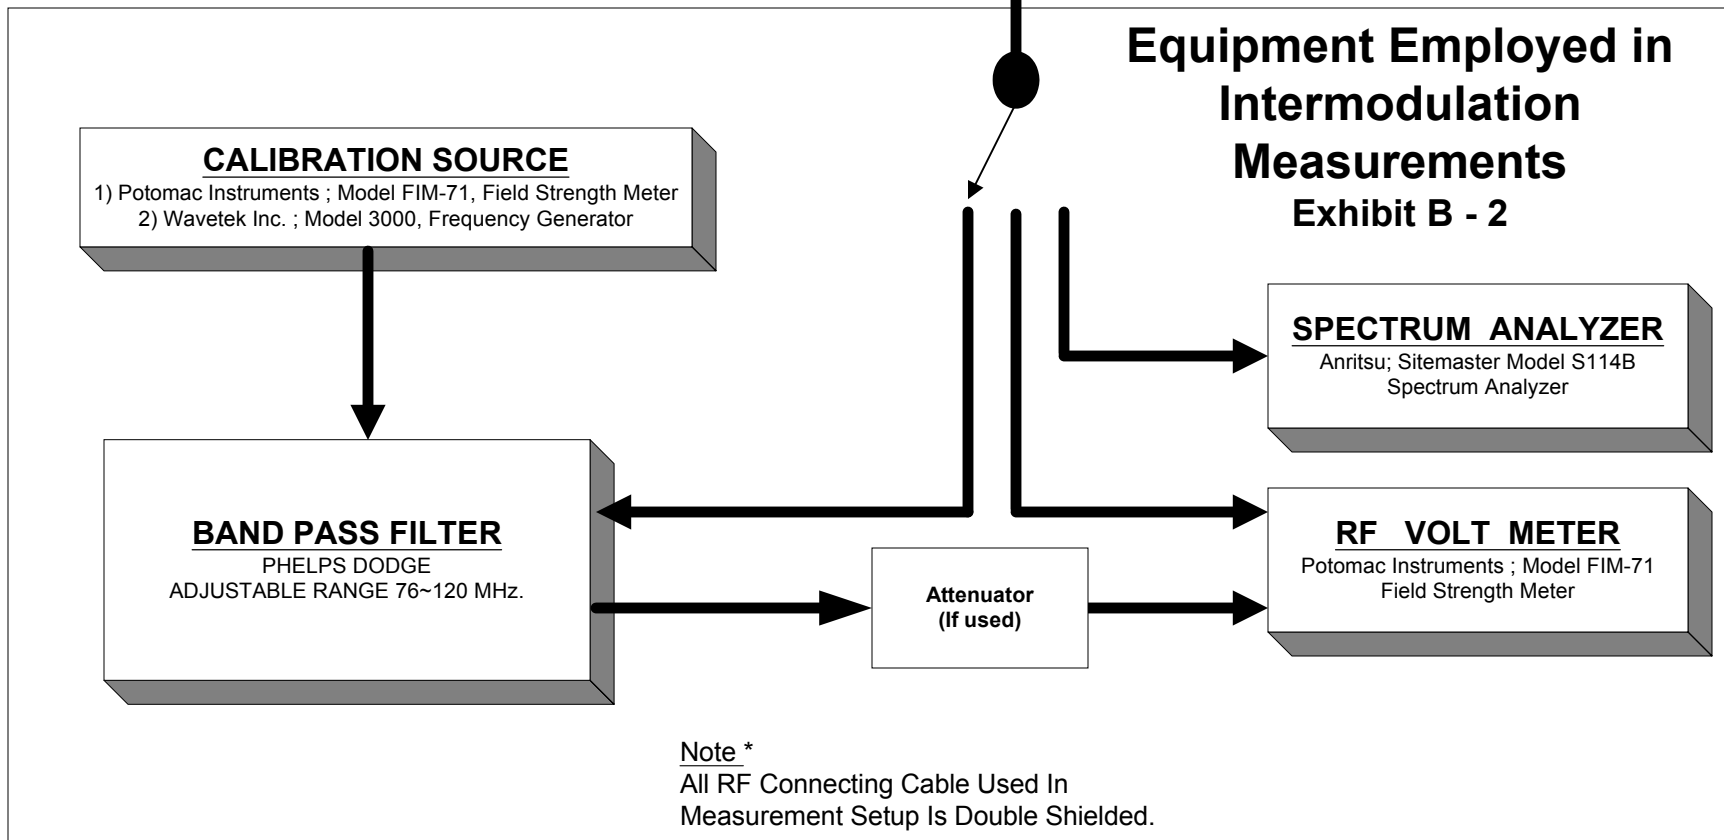 Equipment Employed in
Intermodulation
Measurements
Exhibit B - 2
CALIBRATION SOURCE
1) Potomac Instruments ; Model FIM-71, Field Strength Meter
2) Wavetek Inc. ; Model 3000, Frequency Generator
SPECTRUM ANALYZER
Anritsu; Sitemaster Model S114B
Spectrum Analyzer
BAND PASS FILTER
PHELPS DODGE
ADJUSTABLE RANGE 76~120 MHz.
Attenuator
(If used)
RF VOLT METER
Potomac Instruments ; Model FIM-71
Field Strength Meter
Note *
All RF Connecting Cable Used In
Measurement Setup Is Double Shielded.